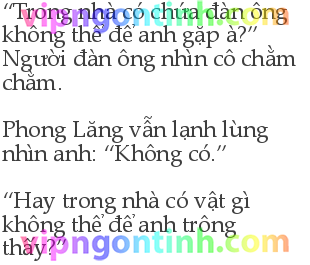 “Trong nhà có chứa đàn ông
không thể để anh gặp à?”
Người đàn ông nhìn cô chằm
chằm.
Phong Lăng vẫn lạnh lùng
nhìn anh: “Không có.”
“Hay trong nhà có vật gì
không thể để anh trông
thấy?”
vipngontinh.com
vipngontinh.com